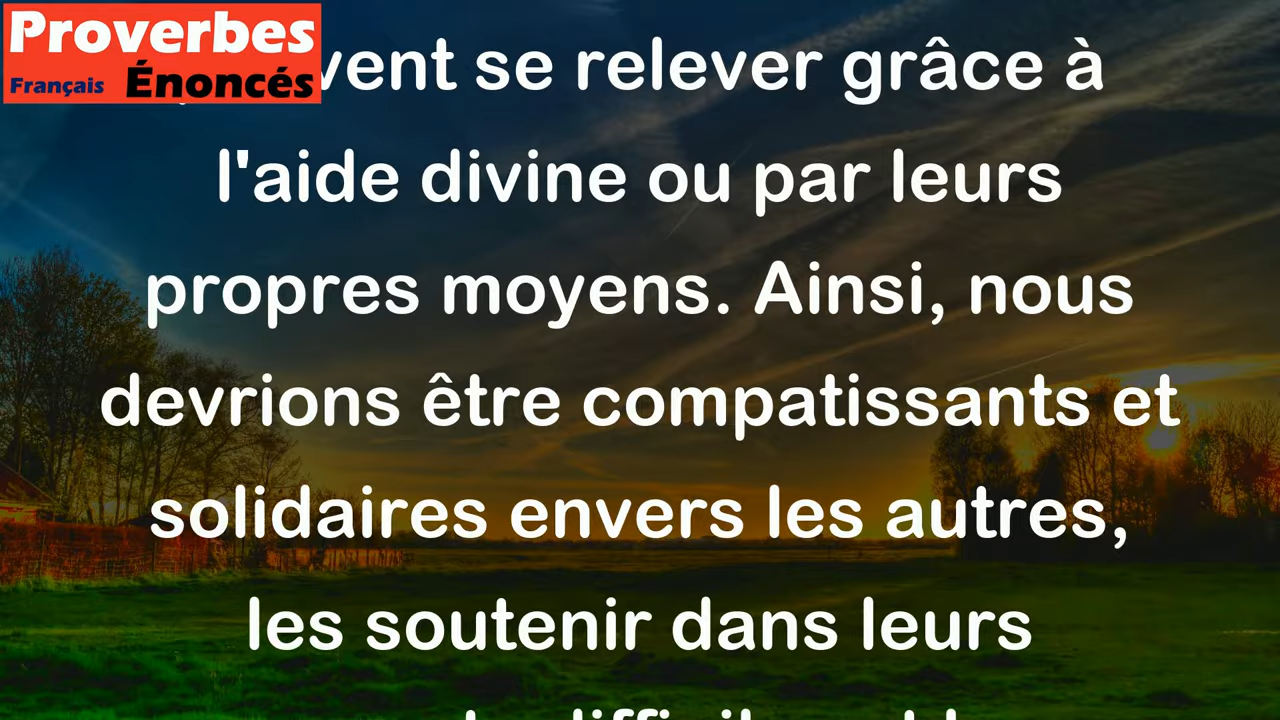 Proverbes
Français Énoncés
vent se relever grâce à
l'aide divine ou par leurs
propres moyens. Ainsi, nous
devrions être compatissants et
solidaires envers les autres,
les soutenir dans leurs